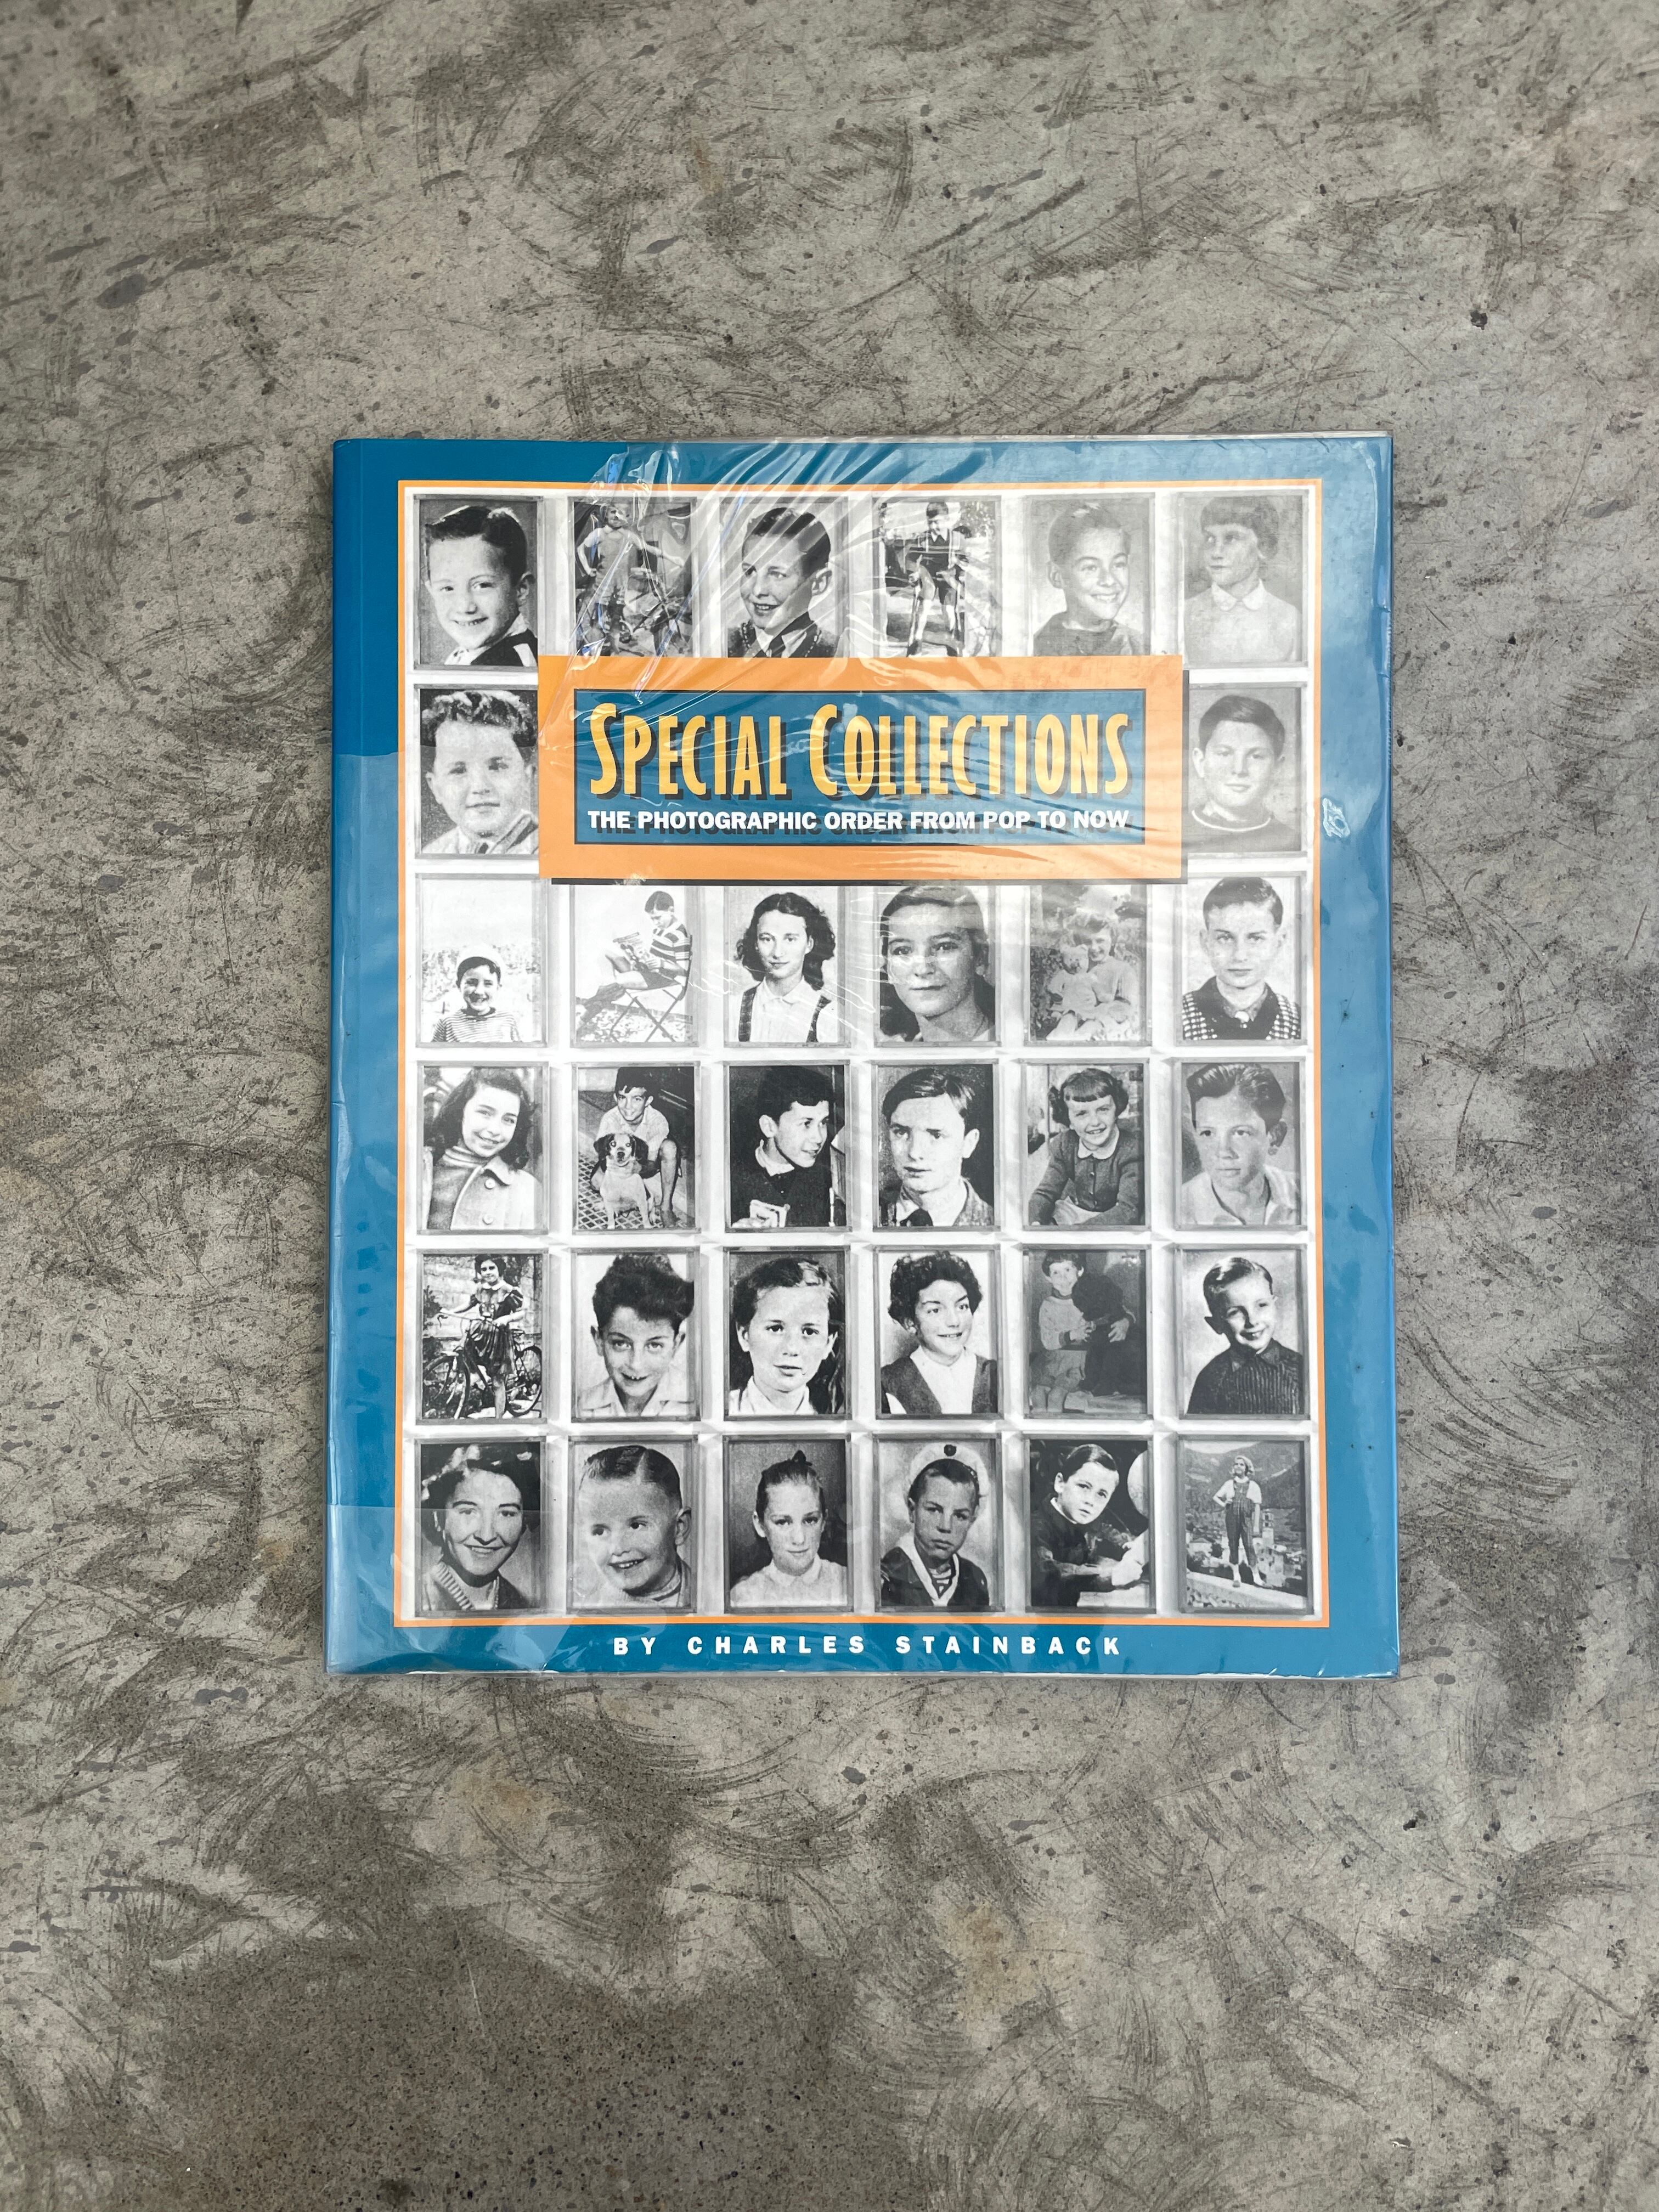 SPECIAL COLLECTIONS
THE PHOTOGRAPHIC ORDER FROM POP TO NOW
BY CHARLES STAINBACK